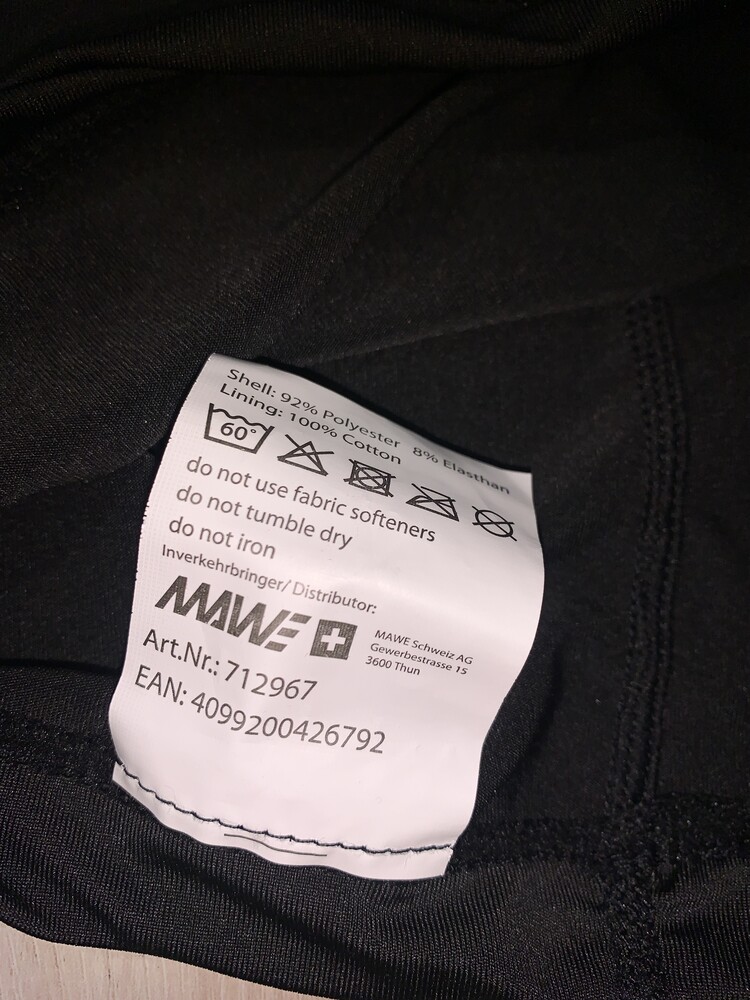 Shell: 92% Polyester 8% Elasthan
Lining: 100% Cotton
60°
do not use fabric softeners
do not tumble dry
do not iron
Inverkehrbringer/ Distributor:
MAWE
MAWE Schweiz AG
Gewerbestrasse 15
3600 Thun
Art.Nr.: 712967
EAN: 4099200426792